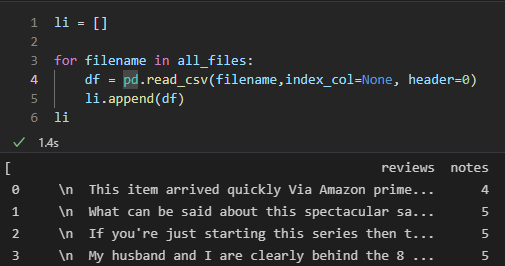 1 li = []
2
3 for filename in all_files:
4 df = pd.read_csv(filename,index_col=None, header=0)
5 li.append(df)
6 li
1.4s
[ reviews notes
0 \n This item arrived quickly Via Amazon prime... 4
1 \n What can be said about this spectacular sa... 5
2 \n If you're just starting this series then t... 5
3 \n My husband and I are clearly behind the 8 ... 5